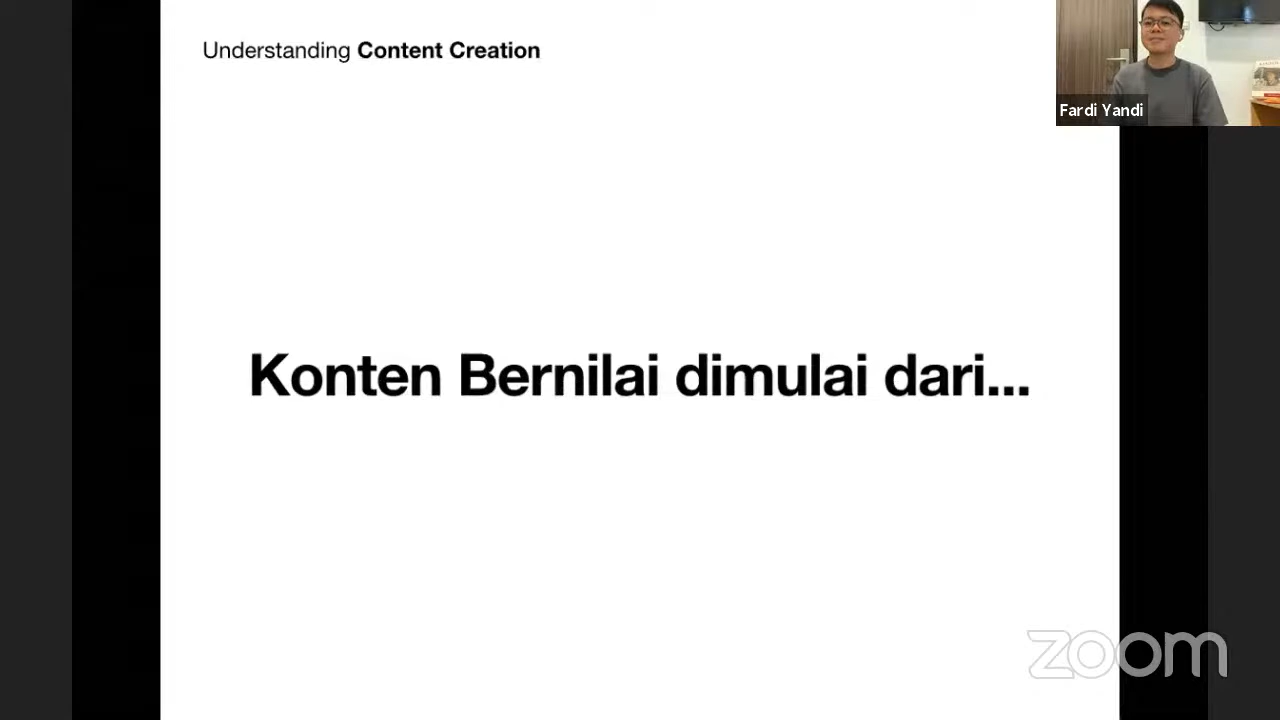 Understanding Content Creation
Fardi Yandi
Konten Bernilai dimulai dari...
zoom